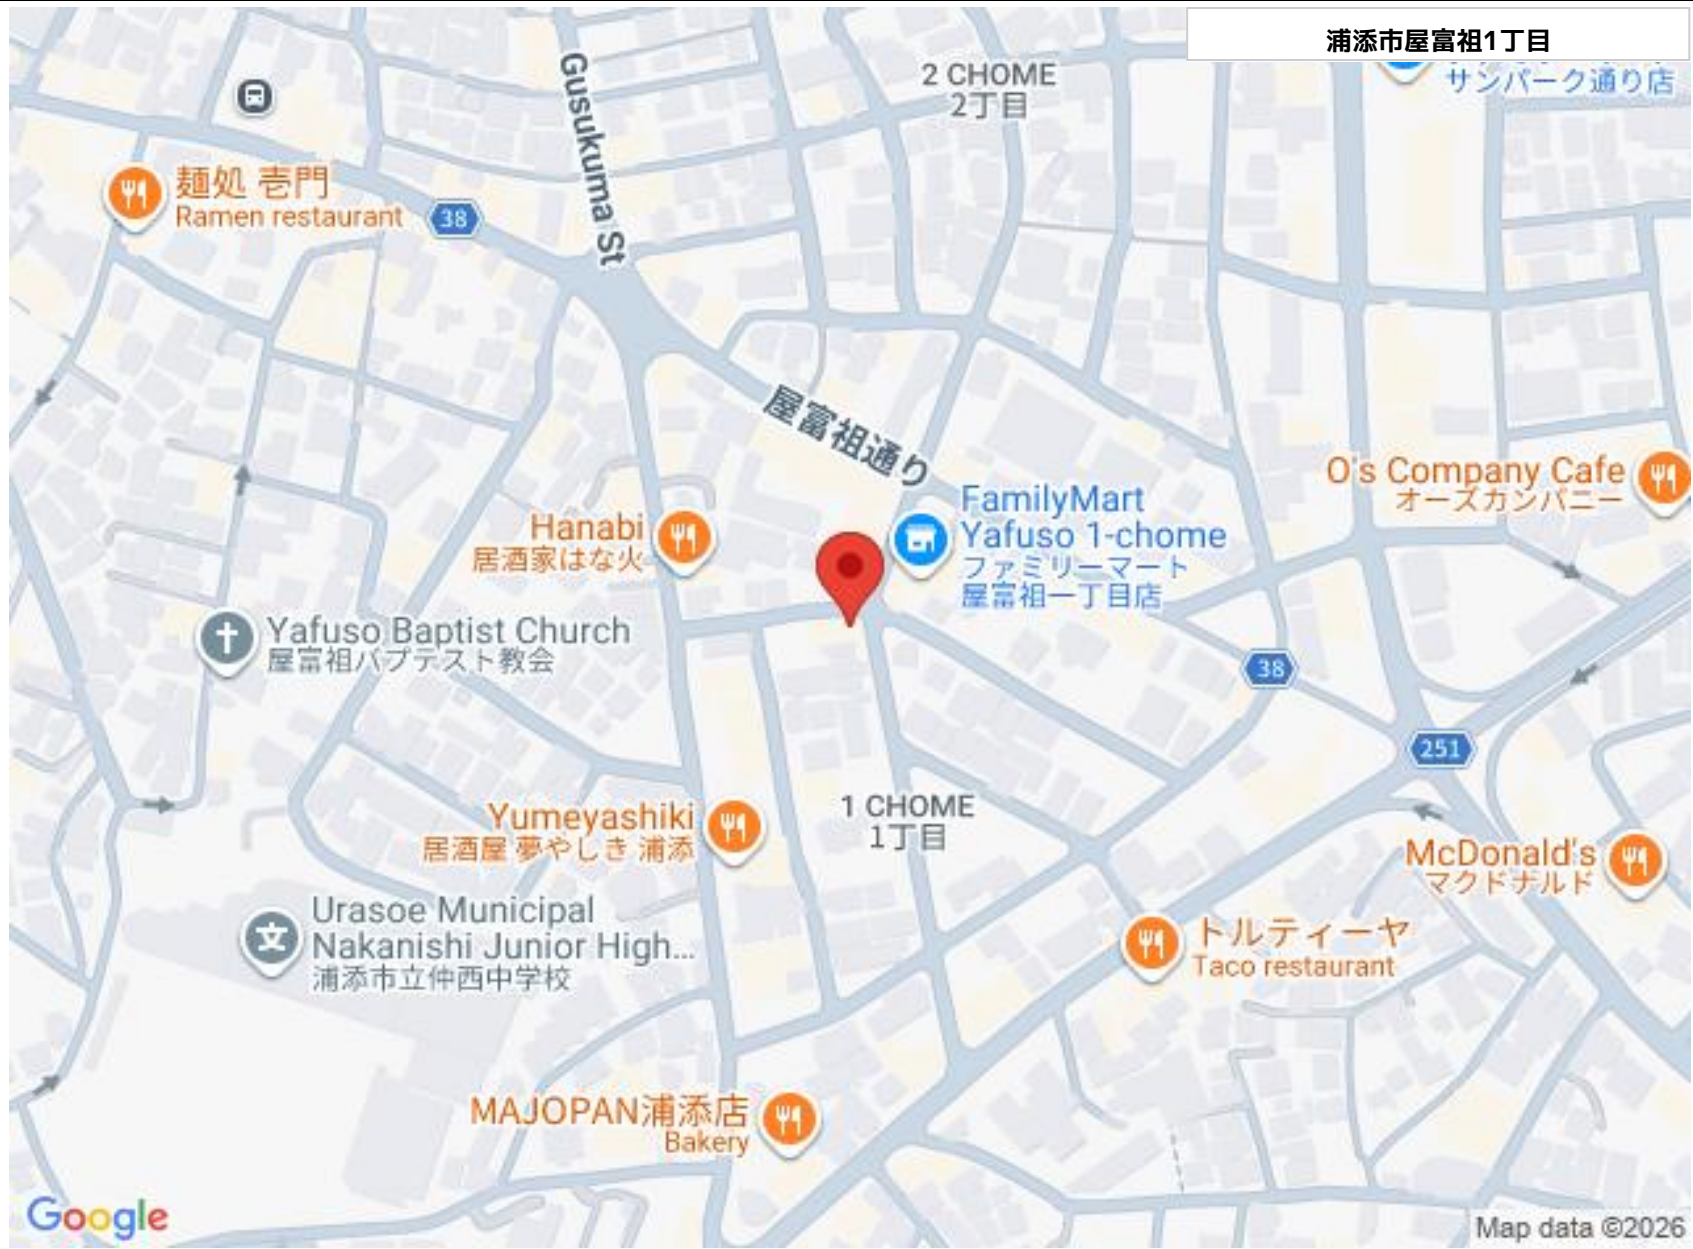 浦添市屋富祖1丁目
サンパーク通り店
2 CHOME
2丁目
Gusukuma St
麺処 壱門
Ramen restaurant
38
屋富祖通り
O's Company Cafe
オーズカンパニー
FamilyMart
Yafuso 1-chome
ファミリーマート
屋富祖一丁目店
Hanabi
居酒家はな火
Yafuso Baptist Church
屋富祖バプテスト教会
38
251
Yumeyashiki
居酒屋 夢やしき 浦添
1 CHOME
1丁目
McDonald's
マクドナルド
Urasoe Municipal
Nakanishi Junior High...
浦添市立仲西中学校
トルティーヤ
Taco restaurant
MAJOPAN浦添店
Bakery
Google
Map data ©2026